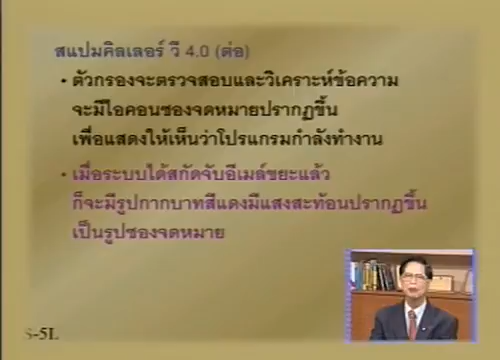 สแปมคิลเลอร์ วี 4.0 (ต่อ)
• ตัวกรองจะตรวจสอบและวิเคราะห์ข้อความ
จะมีไอคอนซองจดหมายปรากฏขึ้น
เพื่อแสดงให้เห็นว่าโปรแกรมกำลังทำงาน
• เมื่อระบบได้สกัดจับอีเมล์ขยะแล้ว
ก็จะมีรูปกากบาทสีแดงมีแสงสะท้อนปรากฏขึ้น
เป็นรูปซองจดหมาย
S-5L